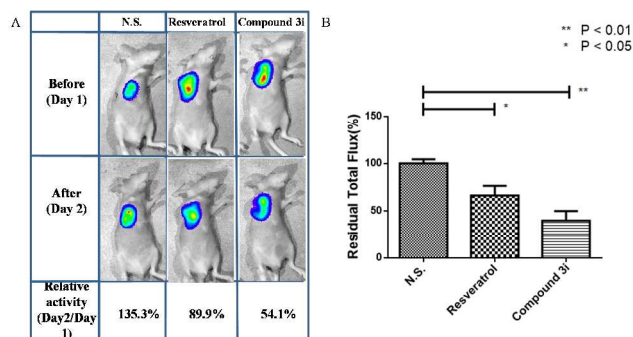 A
N.S. Resveratrol Compound 3i
Before
(Day 1)
After
(Day 2)
Relative
activity
(Day2/Day
1)
135.3% 89.9% 54.1%
B
** P < 0.01
* P < 0.05
**
*
Residual Total Flux(%)
150
100
50
0
N.S.
Resveratrol
Compound 3i